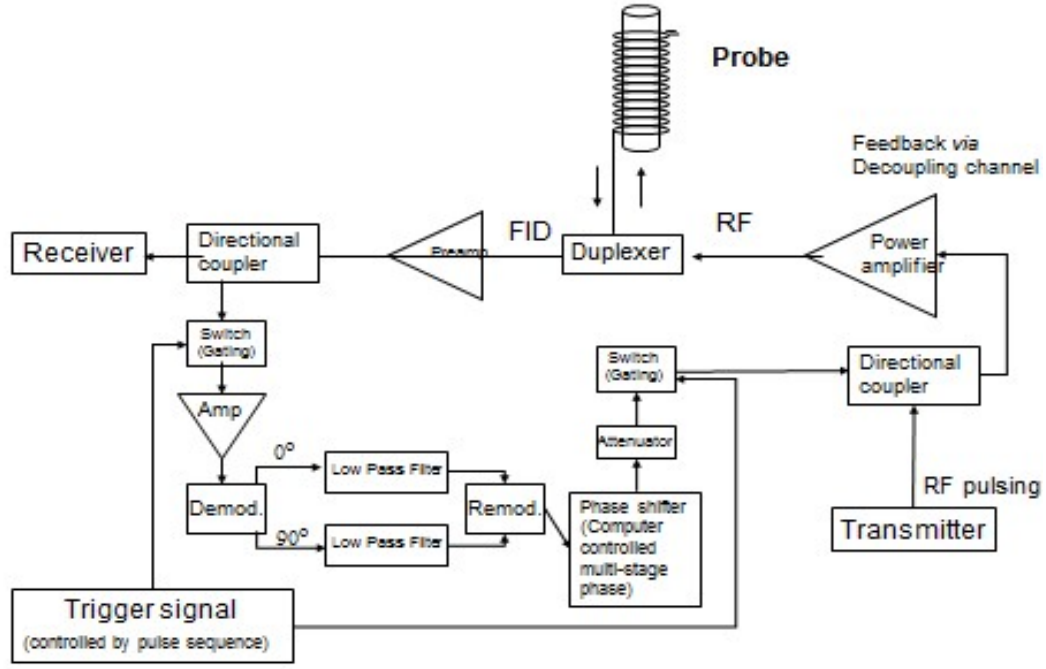 Probe
Feedback via
Decoupling channel
Receiver
Directional
coupler
Preamp
FID
Duplexer
RF
Power
amplifier
Switch
(Gating)
Switch
(Gating)
Directional
coupler
Amp
Attenuator
0°
Low Pass Filter
Demod.
Remod.
90°
Low Pass Filter
Phase shifter
(Computer
controlled
multi-stage
phase)
RF pulsing
Transmitter
Trigger signal
(controlled by pulse sequence)